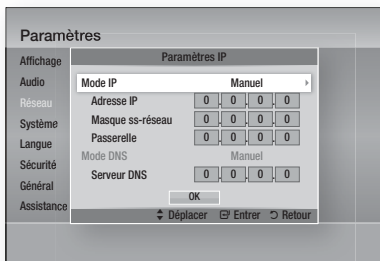 Paramètres
Affichage
Audio
Réseau
Système
Langue
Sécurité
Général
Assistance
Paramètres IP
Mode IP Manuel
Adresse IP 0 . 0 . 0 . 0
Masque ss-réseau 0 . 0 . 0 . 0
Passerelle 0 . 0 . 0 . 0
Mode DNS Manuel
Serveur DNS 0 . 0 . 0 . 0
OK
Déplacer Entrer Retour